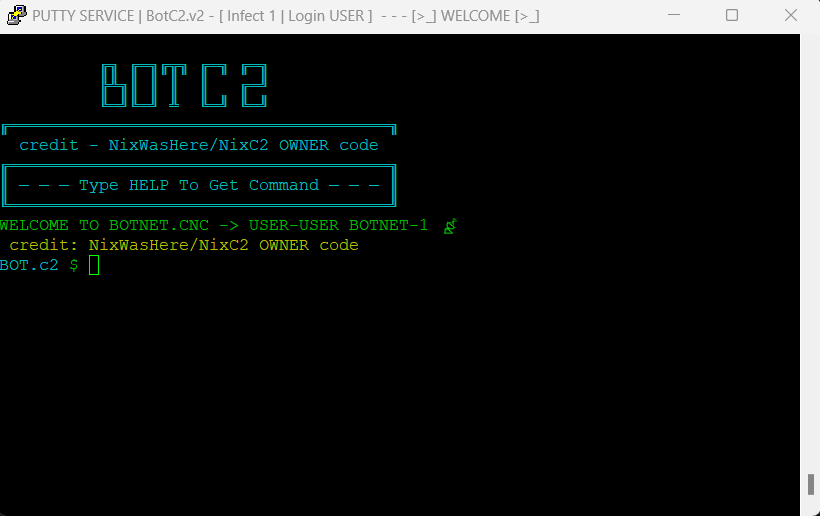 PUTTY SERVICE | BotC2.v2 - [ Infect 1 | Login USER ] - - - [>_] WELCOME [>_]
BOT C2
credit - NixWasHere/NixC2 OWNER code
- - - Type HELP To Get Command - - -
WELCOME TO BOTNET.CNC -> USER-USER BOTNET-1
credit: NixWasHere/NixC2 OWNER code
BOT.c2 $